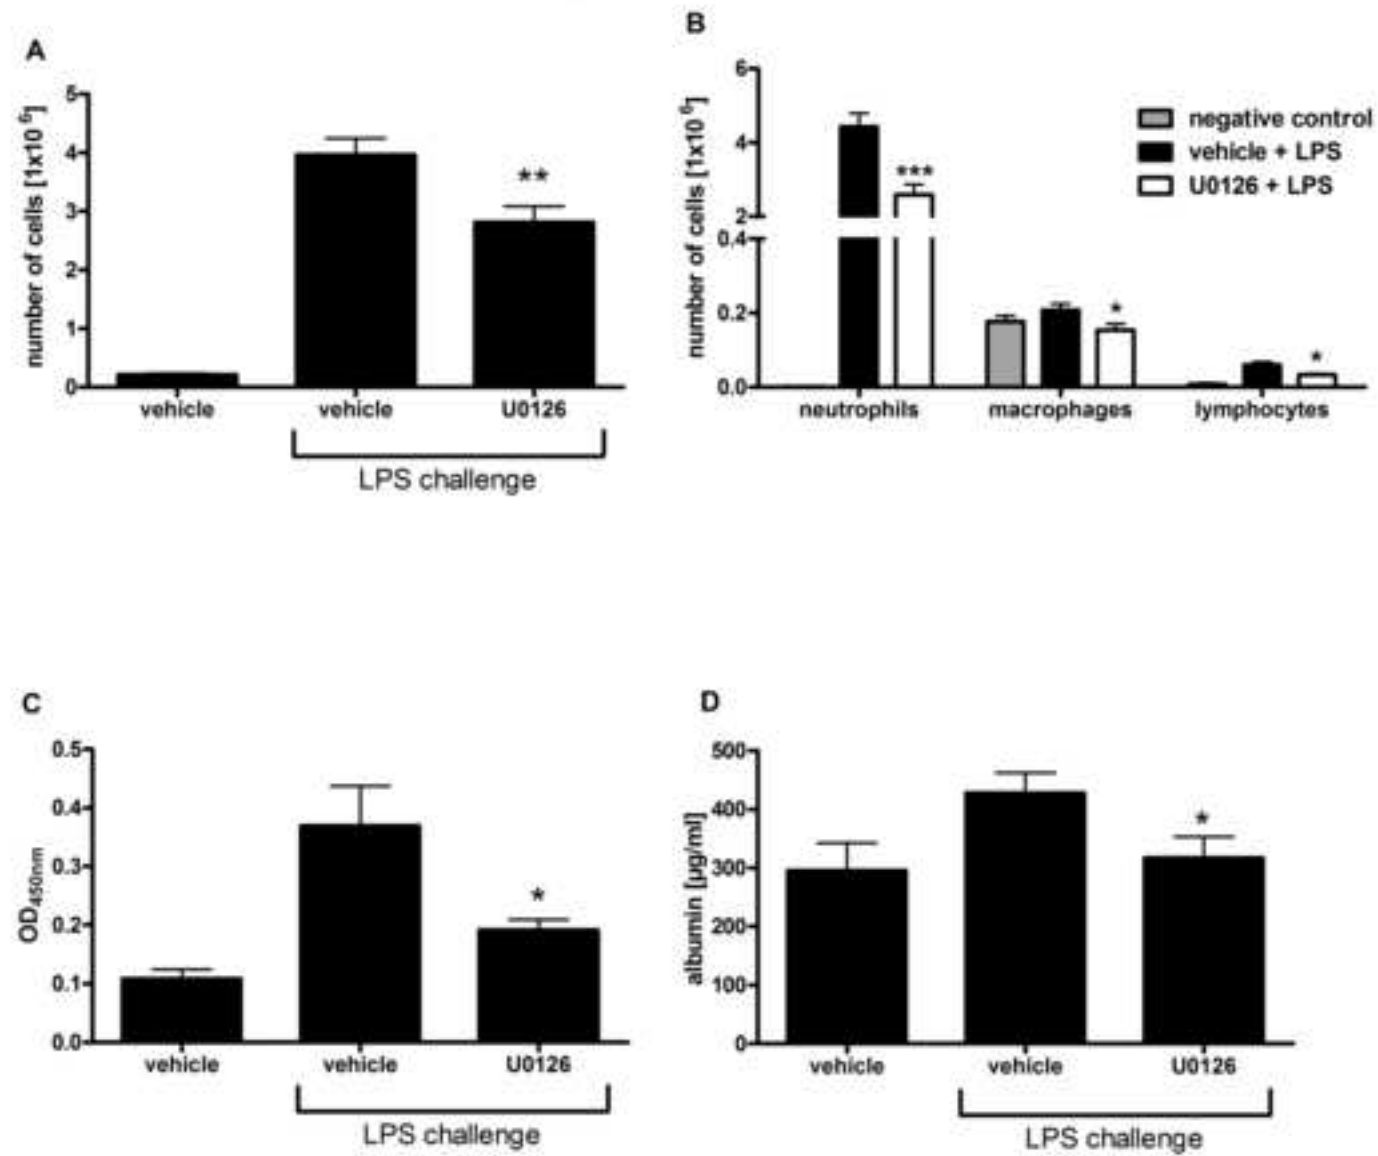 A
number of cells [1x10⁶]
5
4
3
2
1
0
**
vehicle
vehicle
U0126
LPS challenge
B
number of cells [1x10⁶]
6
4
2
0.4
0.2
0.0
***
*
*
negative control
vehicle + LPS
U0126 + LPS
neutrophils
macrophages
lymphocytes
C
OD450nm
0.5
0.4
0.3
0.2
0.1
0.0
*
vehicle
vehicle
U0126
LPS challenge
D
albumin [µg/ml]
500
400
300
200
100
0
*
vehicle
vehicle
U0126
LPS challenge